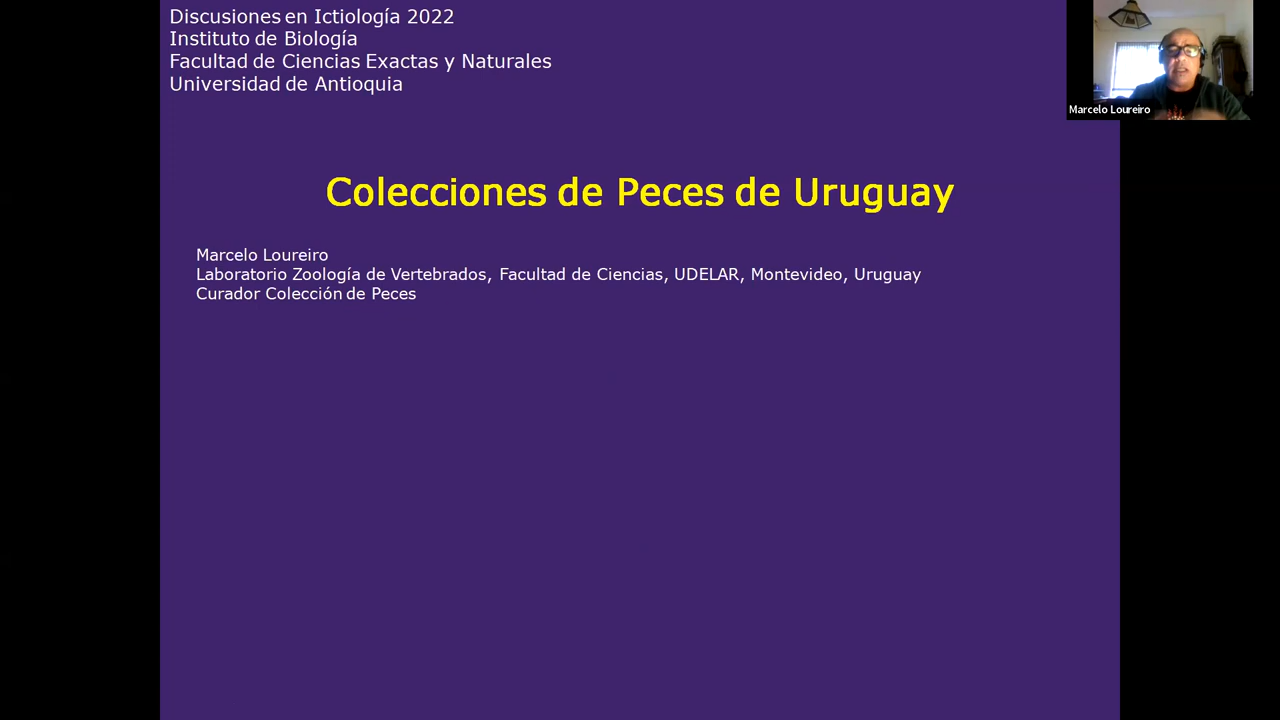 Discusiones en Ictiología 2022
Instituto de Biología
Facultad de Ciencias Exactas y Naturales
Universidad de Antioquia
Marcelo Loureiro
Colecciones de Peces de Uruguay
Marcelo Loureiro
Laboratorio Zoología de Vertebrados, Facultad de Ciencias, UDELAR, Montevideo, Uruguay
Curador Colección de Peces